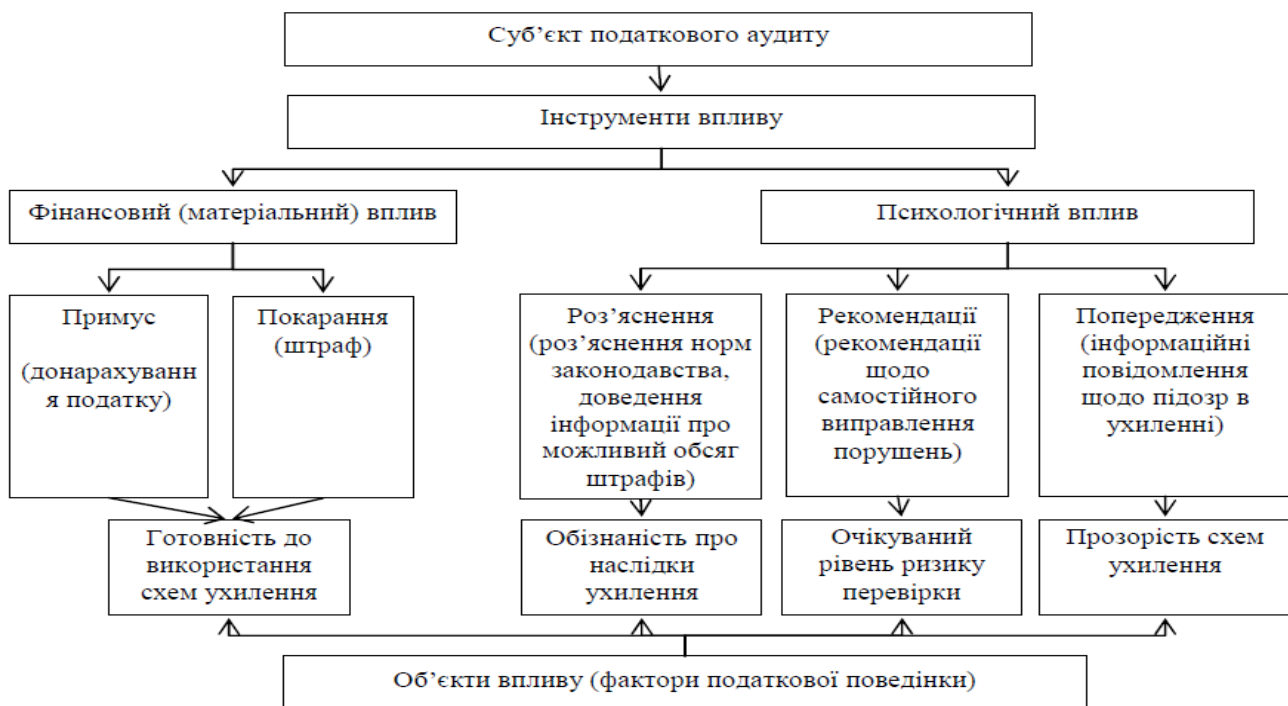 Суб’єкт податкового аудиту
Інструменти впливу
Фінансовий (матеріальний) вплив
Психологічний вплив
Примус
(донарахуванн
я податку)
Покарання
(штраф)
Роз’яснення
(роз’яснення норм
законодавства,
доведення
інформації про
можливий обсяг
штрафів)
Рекомендації
(рекомендації
щодо
самостійного
виправлення
порушень)
Попередження
(інформаційні
повідомлення
щодо підозр в
ухиленні)
Готовність до
використання
схем ухилення
Обізнаність про
наслідки
ухилення
Очікуваний
рівень ризику
перевірки
Прозорість схем
ухилення
Об’єкти впливу (фактори податкової поведінки)